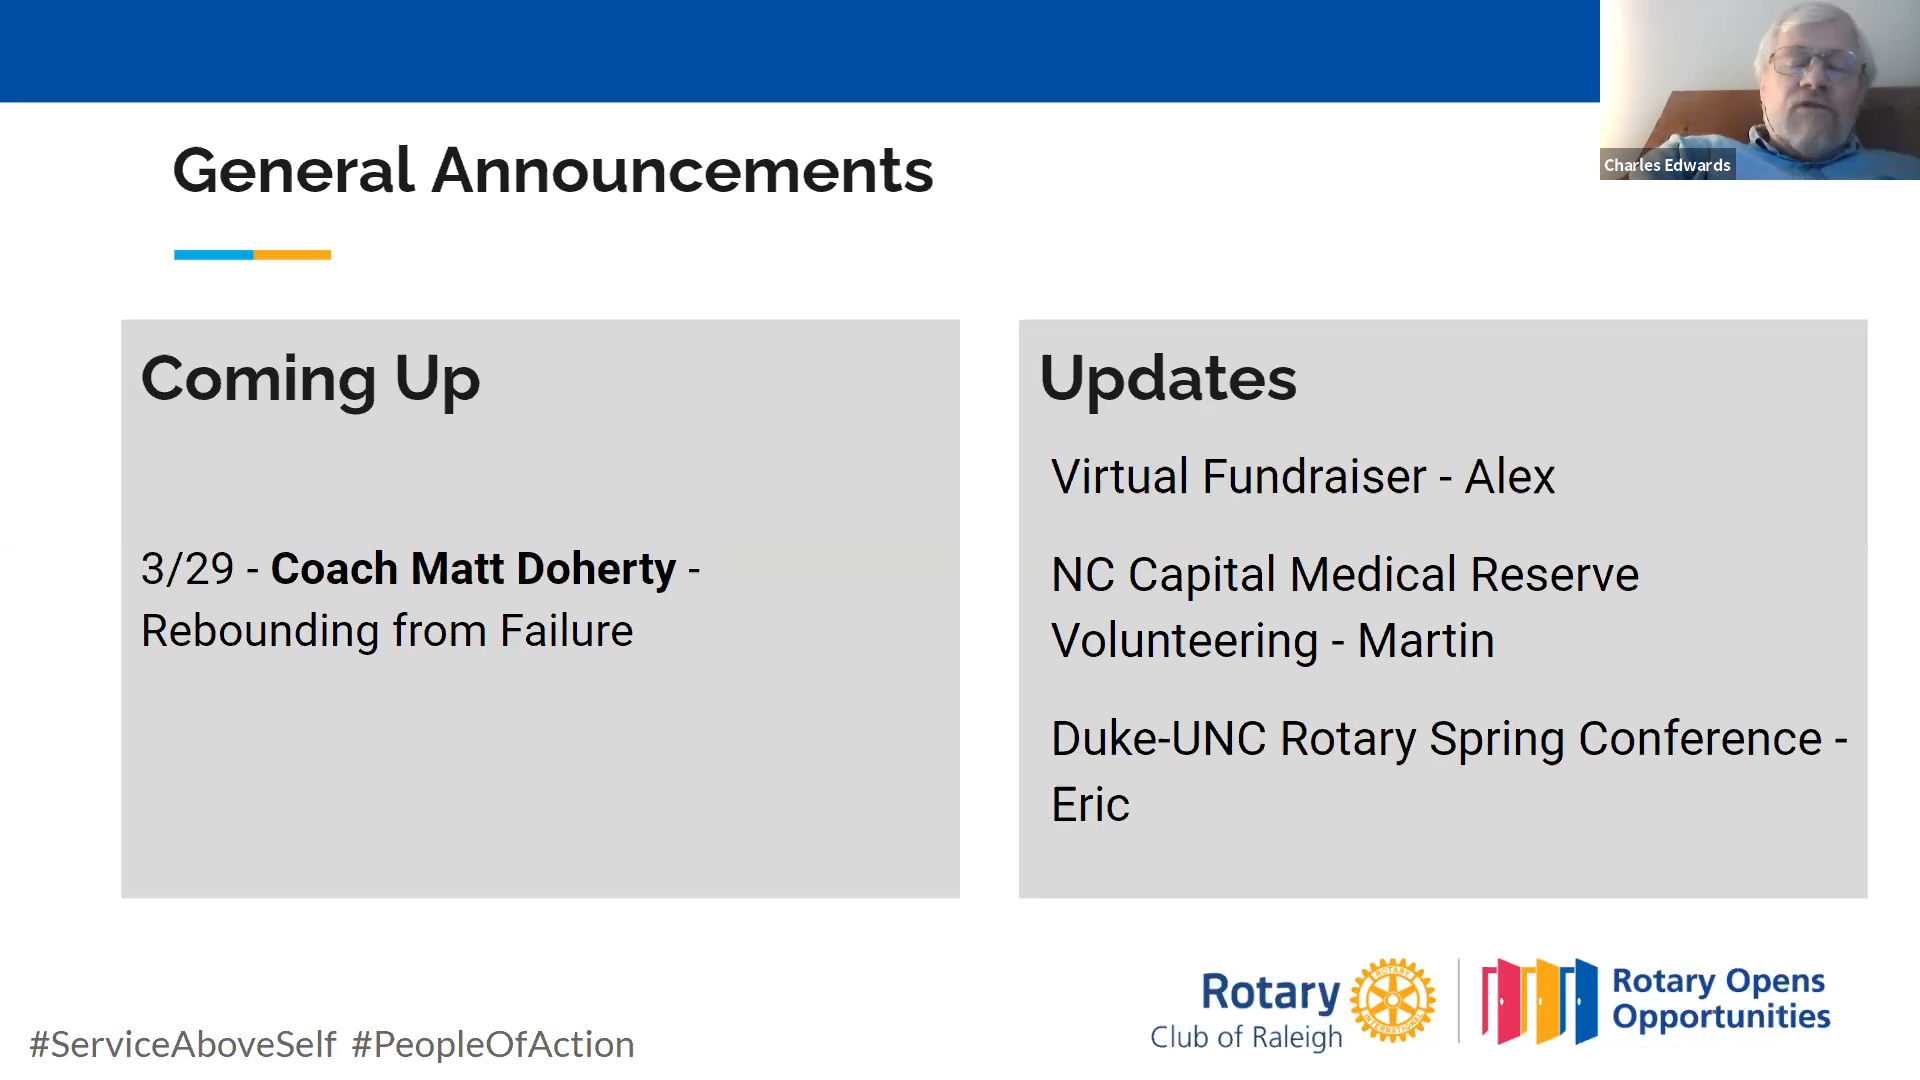 General Announcements
Charles Edwards
Coming Up
3/29 - Coach Matt Doherty -
Rebounding from Failure
Updates
Virtual Fundraiser - Alex
NC Capital Medical Reserve
Volunteering - Martin
Duke-UNC Rotary Spring Conference -
Eric
#ServiceAboveSelf #PeopleOfAction
Rotary
Club of Raleigh
ROTARY
INTERNATIONAL
Rotary Opens
Opportunities